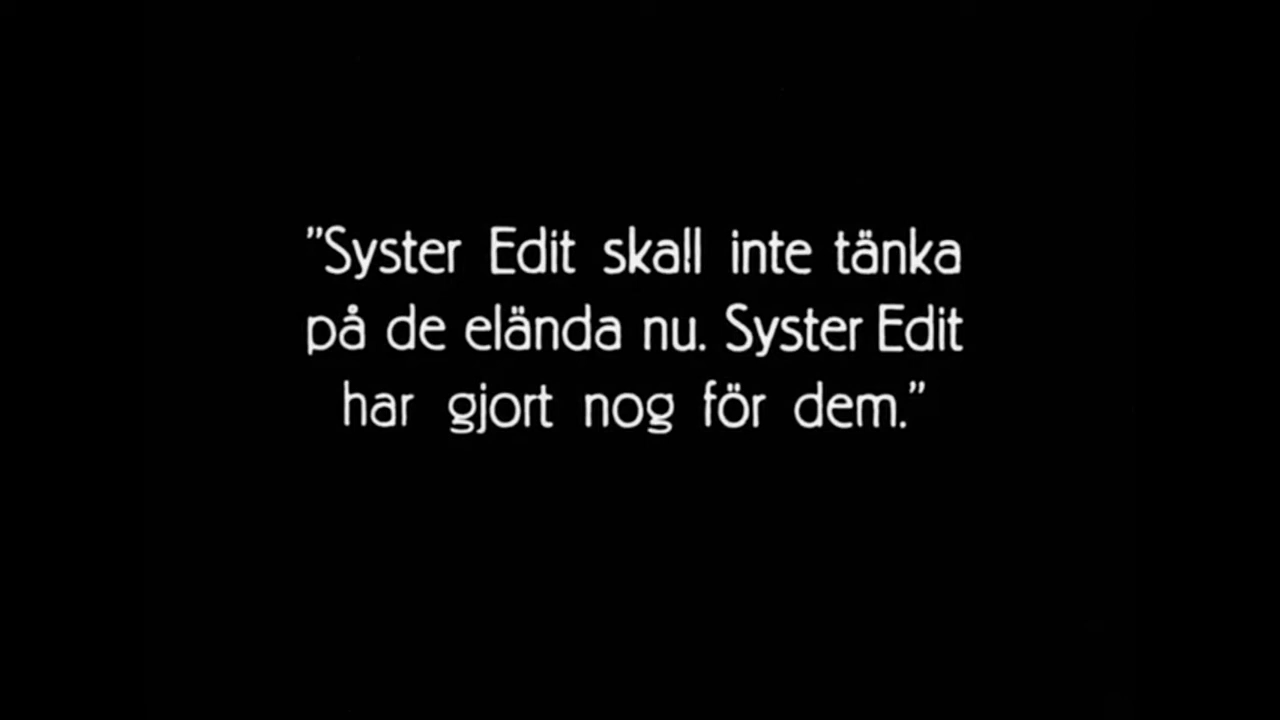 ”Syster Edit skall inte tänka
på de elända nu. Syster Edit
har gjort nog för dem.”